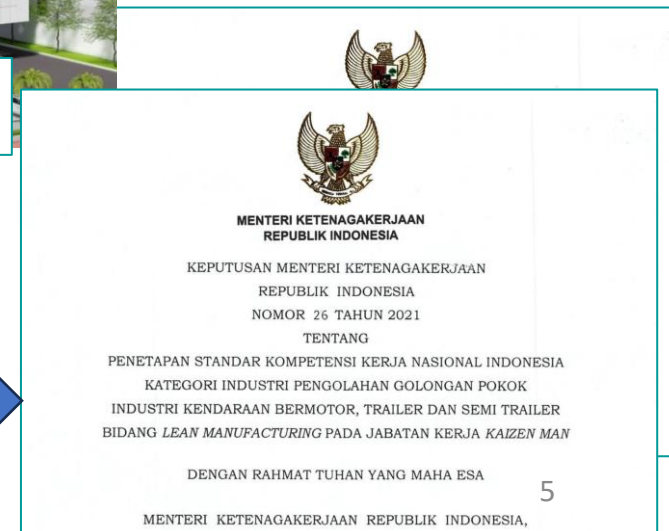 MENTERI KETENAGAKERJAAN
REPUBLIK INDONESIA
KEPUTUSAN MENTERI KETENAGAKERJAAN
REPUBLIK INDONESIA
NOMOR 26 TAHUN 2021
TENTANG
PENETAPAN STANDAR KOMPETENSI KERJA NASIONAL INDONESIA
KATEGORI INDUSTRI PENGOLAHAN GOLONGAN POKOK
INDUSTRI KENDARAAN BERMOTOR, TRAILER DAN SEMI TRAILER
BIDANG LEAN MANUFACTURING PADA JABATAN KERJA KAIZEN MAN
DENGAN RAHMAT TUHAN YANG MAHA ESA
5
MENTERI KETENAGAKERJAAN REPUBLIK INDONESIA,